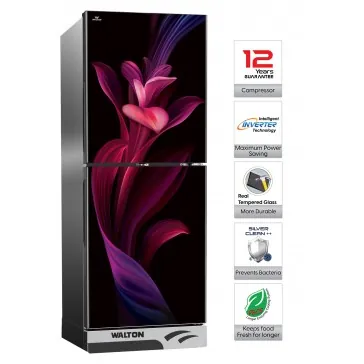 WALTON
12
Years
GUARANTEE
Compressor
Intelligent
INVERTER
Technology
Maximum Power
Saving
Real
Tempered Glass
More Durable
SILVER
CLEAN ++
Prevents Bacteria
Keeps food
Fresh for longer